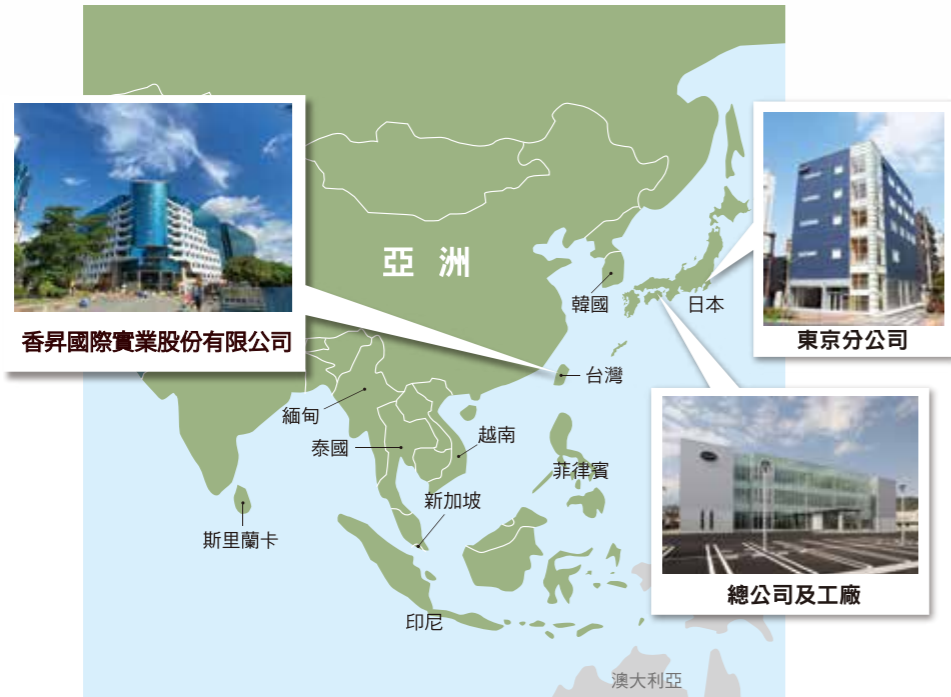 亞洲
香昇國際實業股份有限公司
韓國
日本
東京分公司
台灣
緬甸
泰國
越南
菲律賓
新加坡
斯里蘭卡
總公司及工廠
印尼
澳大利亞